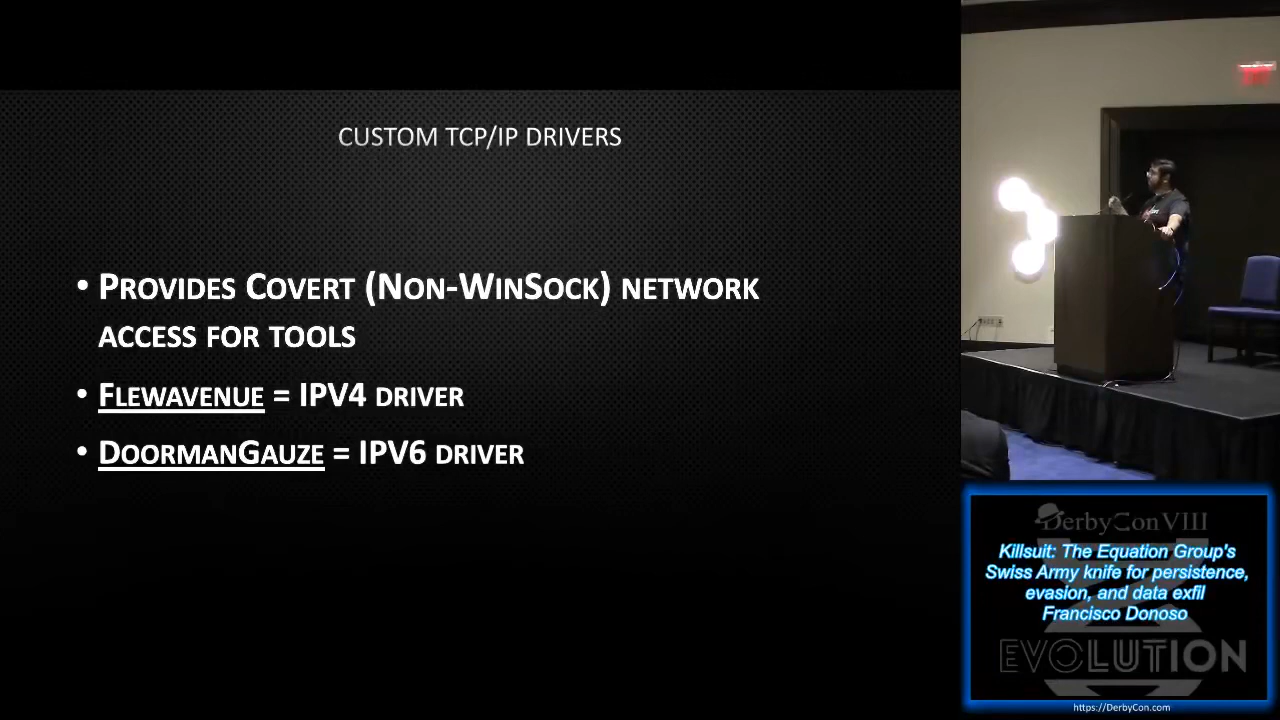 CUSTOM TCP/IP DRIVERS
• PROVIDES COVERT (NON-WINSOCK) NETWORK
ACCESS FOR TOOLS
• FLEWAVENUE = IPV4 DRIVER
• DOORMANGAUZE = IPV6 DRIVER
DerbyCon VIII
Killsuit: The Equation Group's
Swiss Army knife for persistence,
evasion, and data exfil
Francisco Donoso
EVOLUTION
https://DerbyCon.com